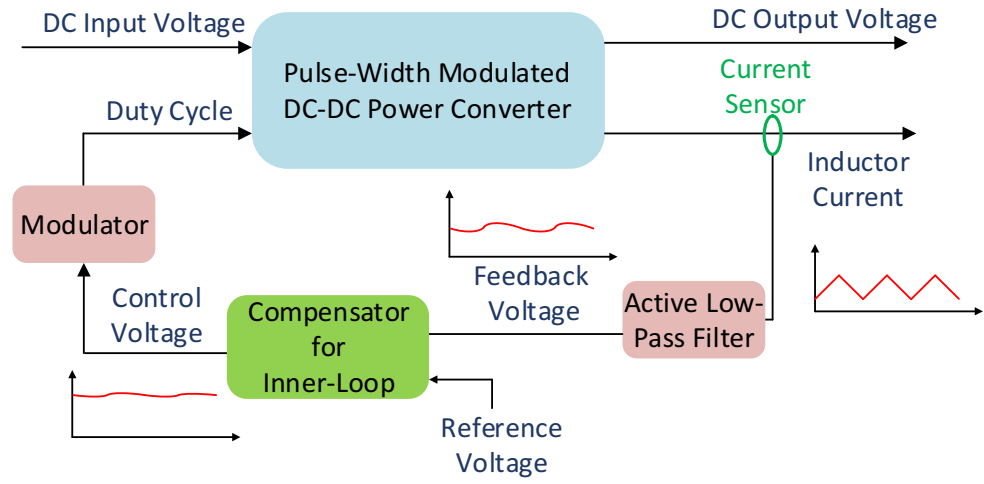 DC Input Voltage
DC Output Voltage
Pulse-Width Modulated
DC-DC Power Converter
Current
Sensor
Duty Cycle
Inductor
Current
Modulator
Feedback
Voltage
Control
Voltage
Compensator
for
Inner-Loop
Active Low-
Pass Filter
Reference
Voltage